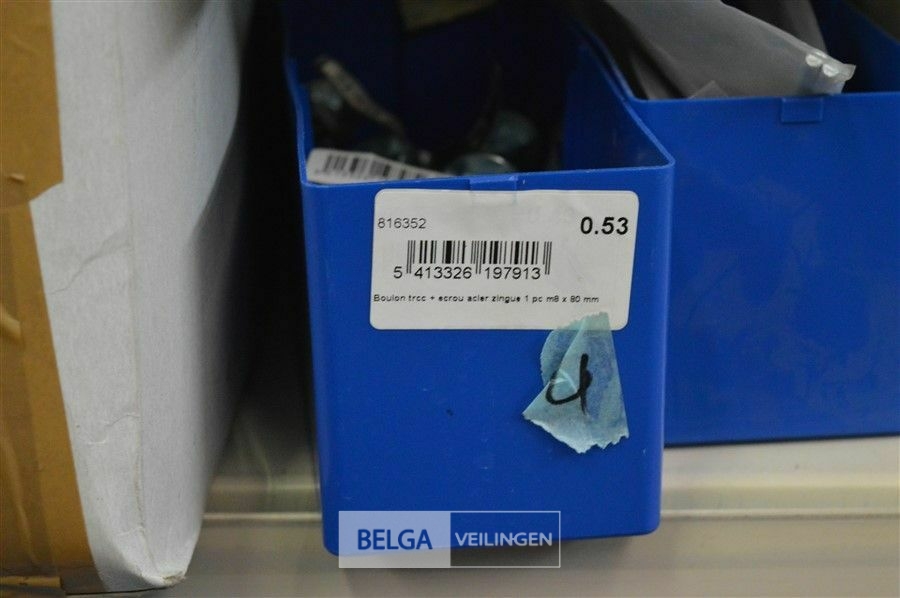 816352 0.53
5 413326 197913
Boulon trcc + ecrou acier zingue 1 pc m8 x 80 mm
4
BELGA VEILINGEN